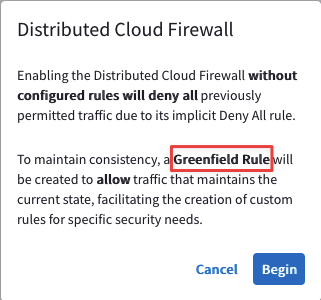 Distributed Cloud Firewall
Enabling the Distributed Cloud Firewall without
configured rules will deny all previously
permitted traffic due to its implicit Deny All rule.
To maintain consistency, a Greenfield Rule will
be created to allow traffic that maintains the
current state, facilitating the creation of custom
rules for specific security needs.
Cancel Begin